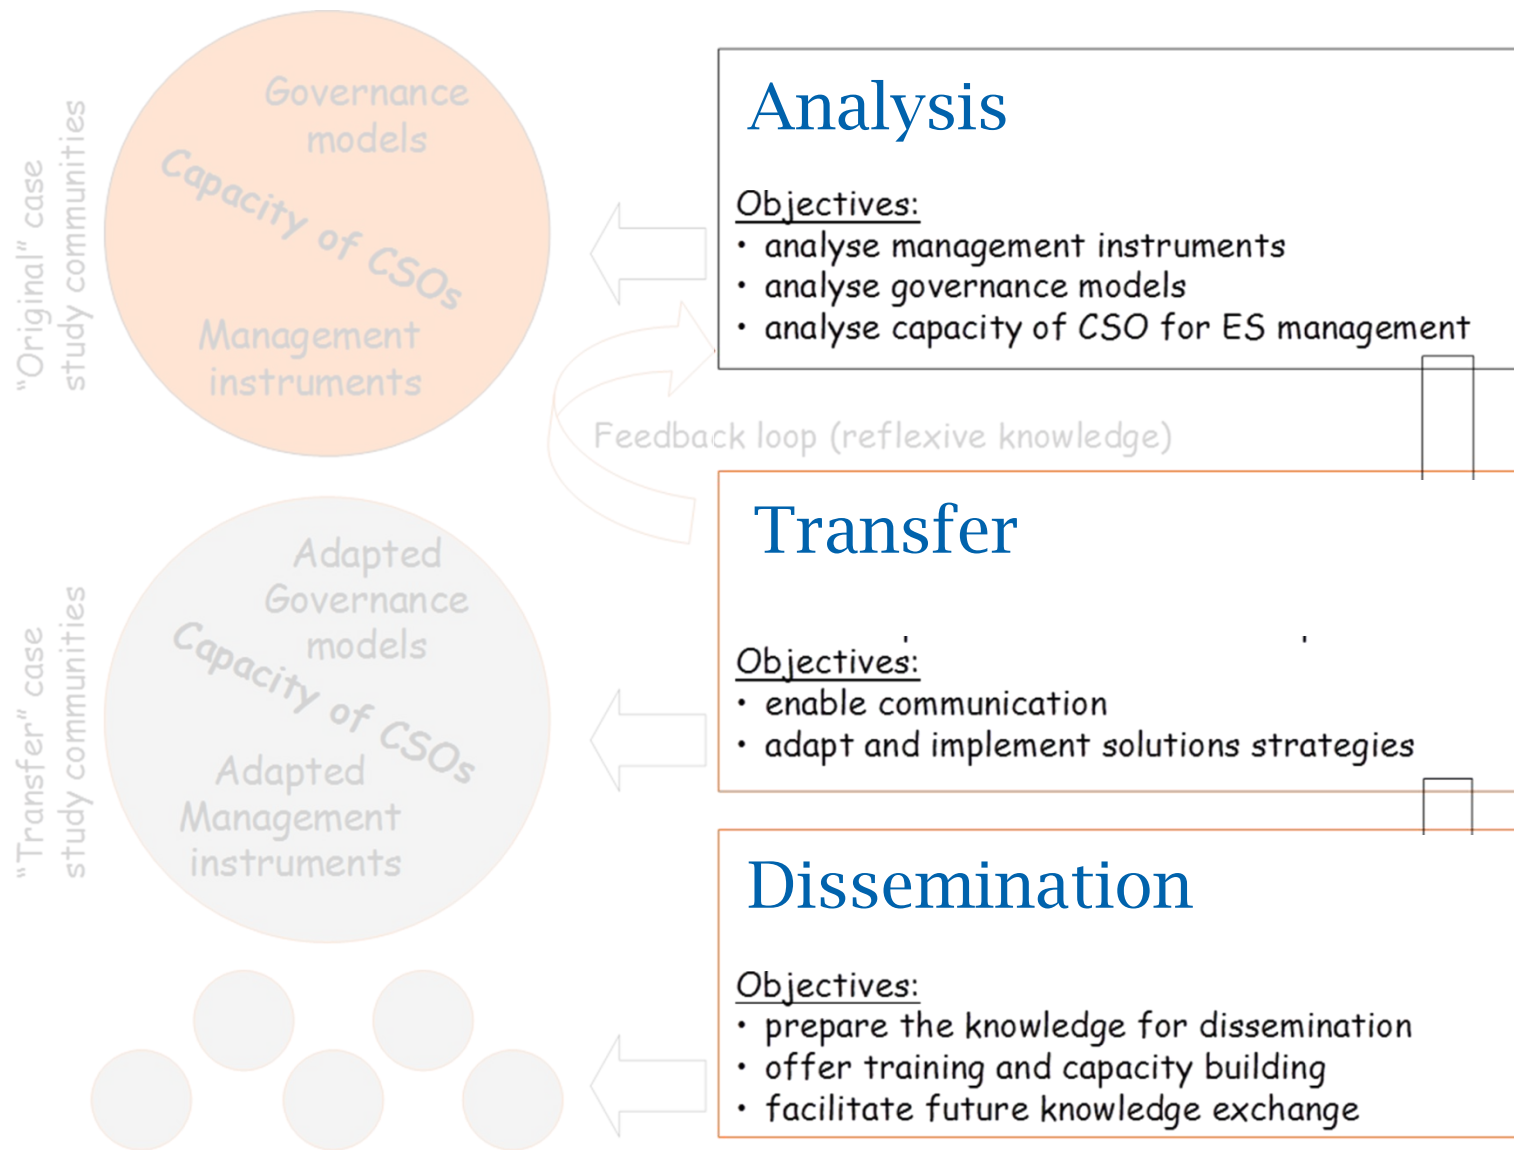 "Original" case
study communities
Governance
models
Capacity of CSOs
Management
instruments
Analysis
Objectives:
• analyse management instruments
• analyse governance models
• analyse capacity of CSO for ES management
Feedback loop (reflexive knowledge)
"Transfer" case
study communities
Adapted
Governance
models
Capacity of CSOs
Adapted
Management
instruments
Transfer
Objectives:
• enable communication
• adapt and implement solutions strategies
Dissemination
Objectives:
• prepare the knowledge for dissemination
• offer training and capacity building
• facilitate future knowledge exchange